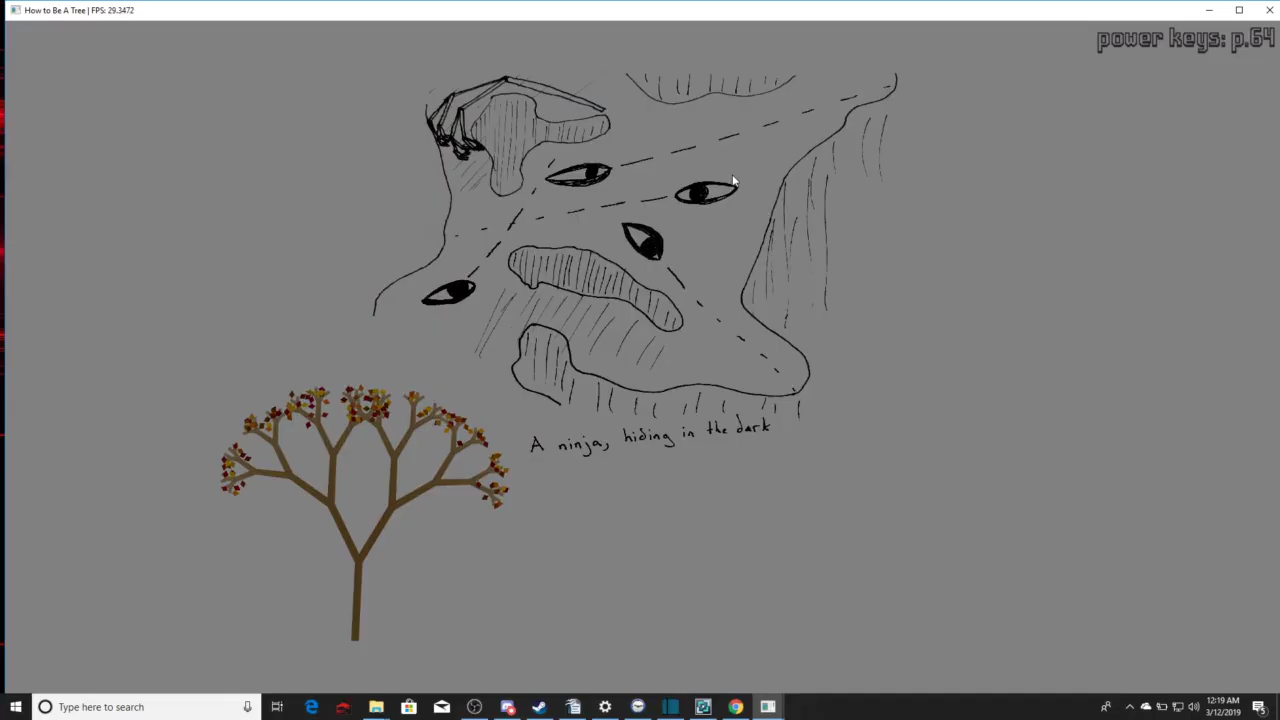 How to Be A Tree | FPS: 29.3472
power keys: p.64
A ninja, hiding in the dark
Type here to search
12:19 AM
3/12/2019
5